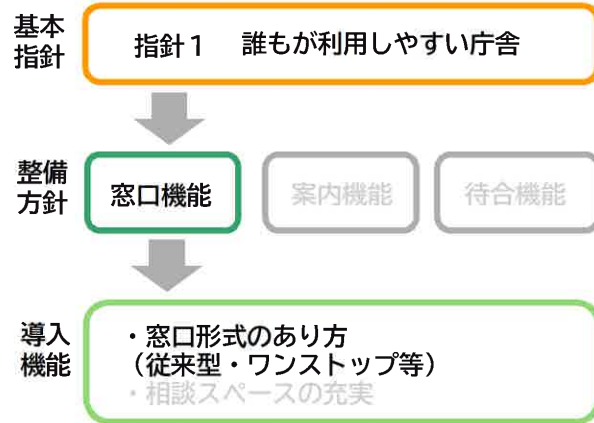 基本
指針
指針1 誰もが利用しやすい庁舎
整備
方針
窓口機能
案内機能
待合機能
導入
機能
・窓口形式のあり方
（従来型・ワンストップ等）
・相談スペースの充実